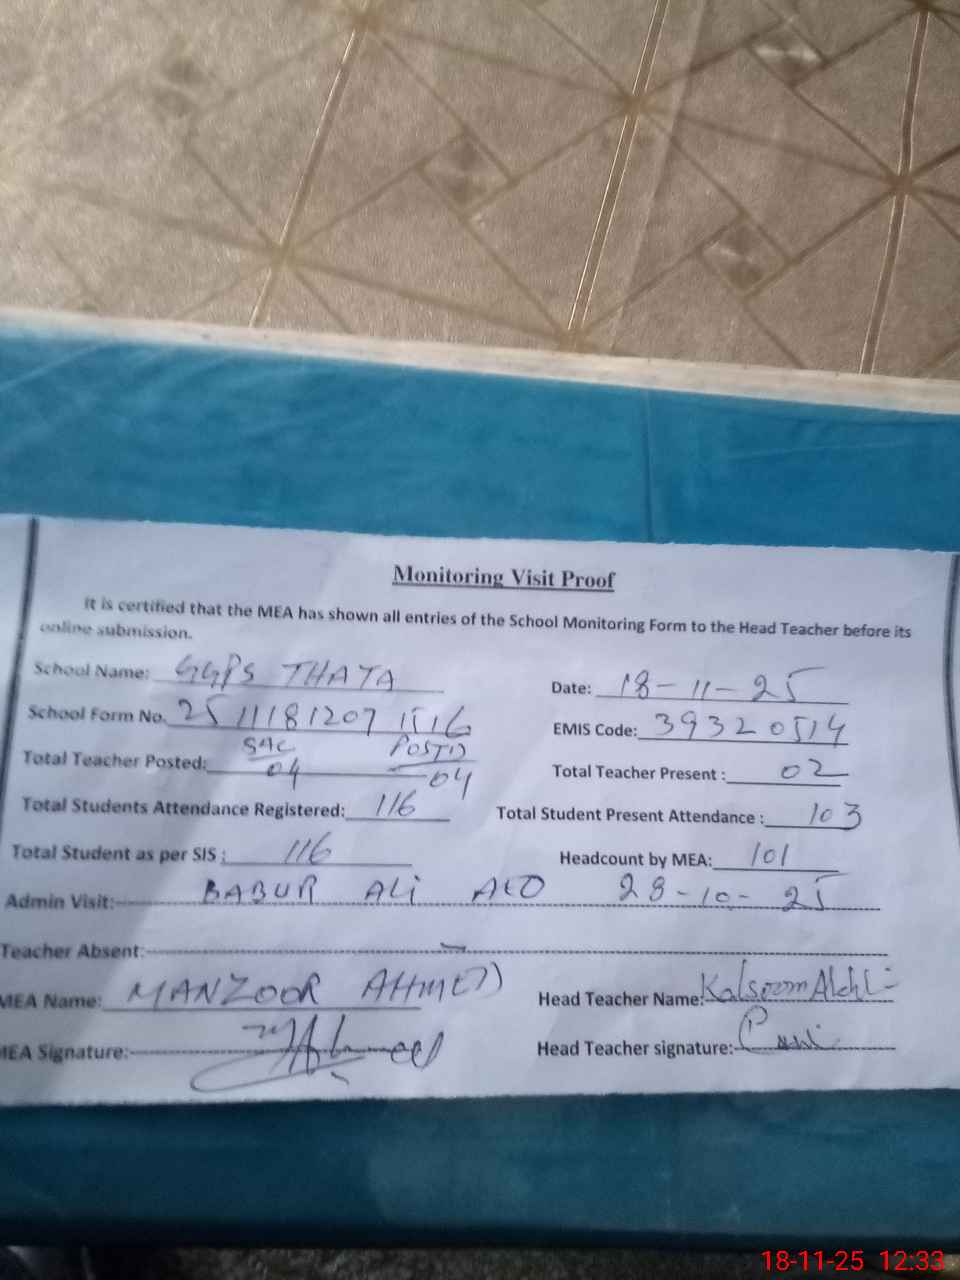 Monitoring Visit Proof
It is certified that the MEA has shown all entries of the School Monitoring Form to the Head Teacher before its
online submission.
School Name: GGPS THATA Date: 18-11-25
School Form No. 25111181207 1516 EMIS Code: 39320514
Total Teacher Posted: SAC 04 POSTD 04 Total Teacher Present : 02
Total Students Attendance Registered: 116 Total Student Present Attendance : 103
Total Student as per SIS : 116 Headcount by MEA: 101
Admin Visit: BABUR ALI AEO 28-10-25
Teacher Absent: -
MEA Name: MANZOOR AHMED Head Teacher Name: Kalsoom
MEA Signature: Head Teacher signature:
18-11-25 12:33